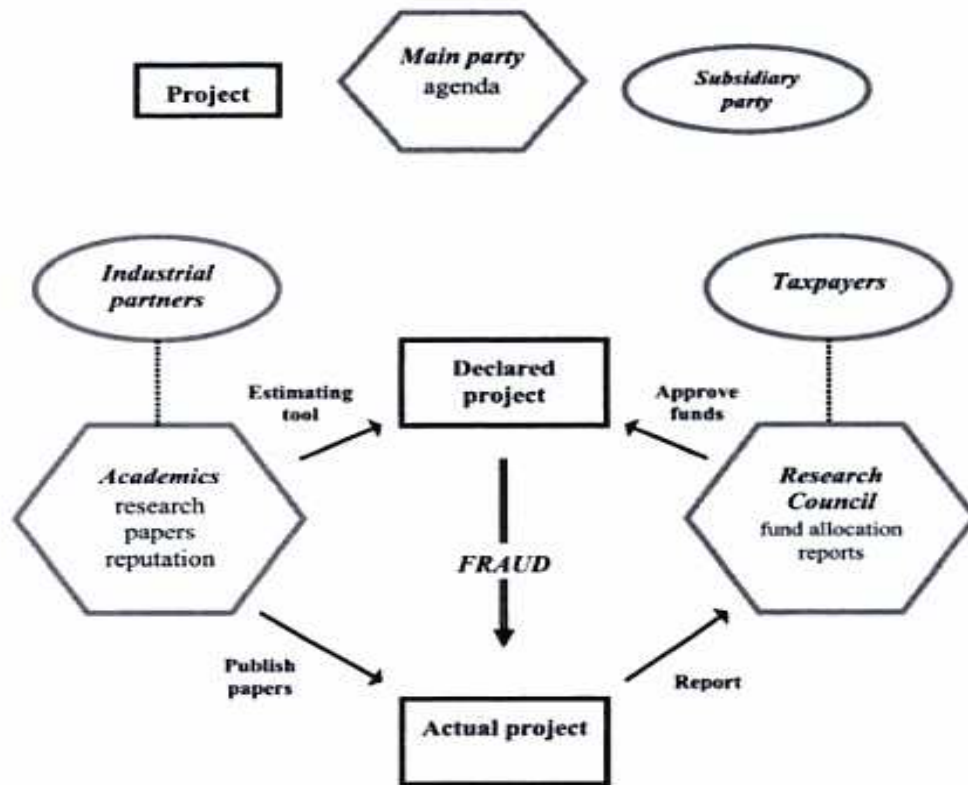 Project
Main party
agenda
Subsidiary
party
Industrial
partners
Taxpayers
Declared
project
Estimating
tool
Approve
funds
Academics
research
papers
reputation
Research
Council
fund allocation
reports
FRAUD
Publish
papers
Report
Actual project